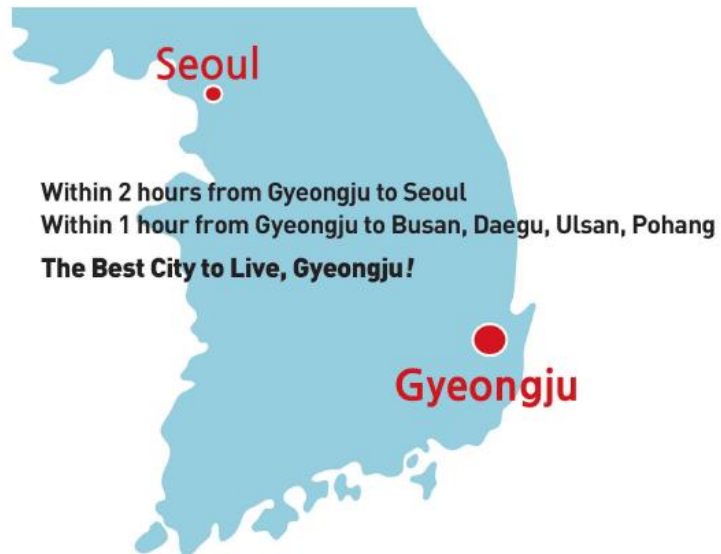 Seoul
Within 2 hours from Gyeongju to Seoul
Within 1 hour from Gyeongju to Busan, Daegu, Ulsan, Pohang
The Best City to Live, Gyeongju!
Gyeongju